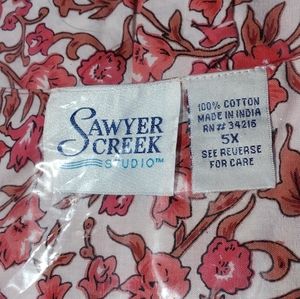 SAWYER
CREEK
STUDIO™
100% COTTON
MADE IN INDIA
RN# 34216
5X
SEE REVERSE
FOR CARE